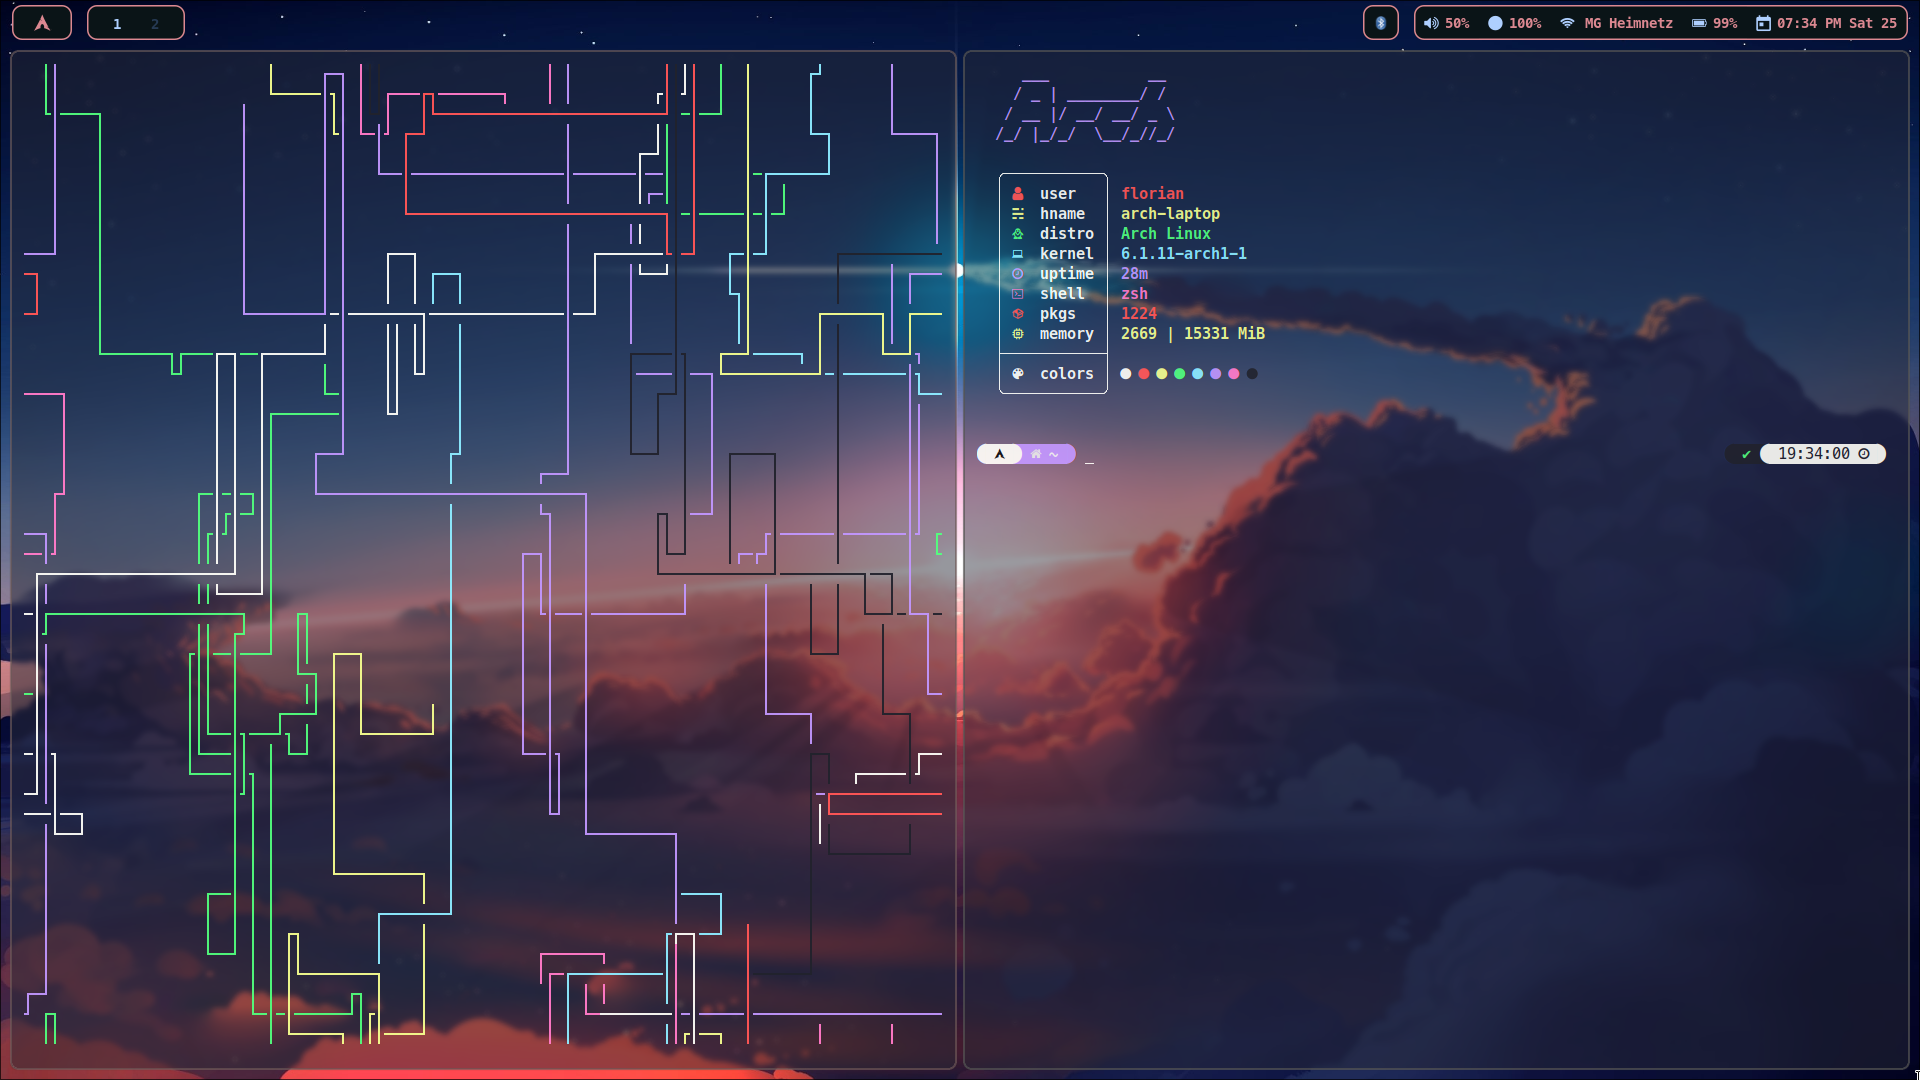 1 2
50% 100% MG Heimnetz 99% 07:34 PM Sat 25
user florian
hname arch-laptop
distro Arch Linux
kernel 6.1.11-arch1-1
uptime 28m
shell zsh
pkgs 1224
memory 2669 | 15331 MiB
colors
~ _ ✔ 19:34:00